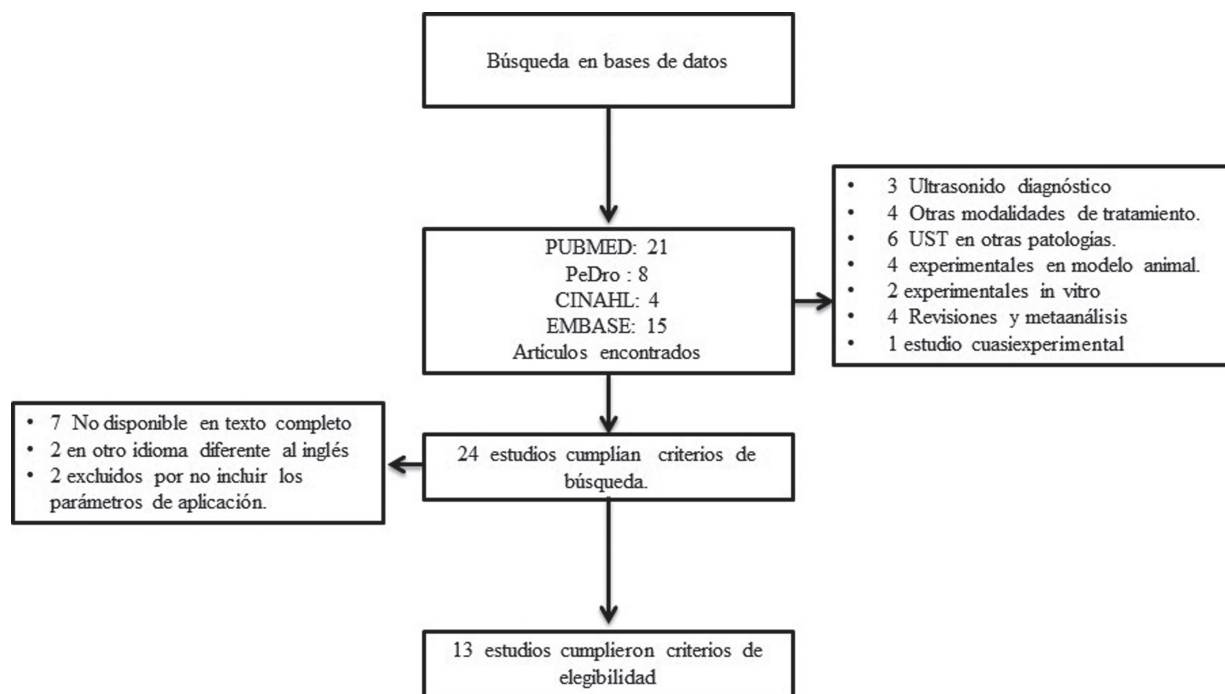 Búsqueda en bases de datos
PUBMED: 21
PeDro : 8
CINAHL: 4
EMBASE: 15
Artículos encontrados
• 3 Ultrasonido diagnóstico
• 4 Otras modalidades de tratamiento.
• 6 UST en otras patologías.
• 4 experimentales en modelo animal.
• 2 experimentales in vitro
• 4 Revisiones y metaanálisis
• 1 estudio cuasiexperimental
24 estudios cumplían criterios de
búsqueda.
• 7 No disponible en texto completo
• 2 en otro idioma diferente al inglés
• 2 excluidos por no incluir los
parámetros de aplicación.
13 estudios cumplieron criterios de
elegibilidad